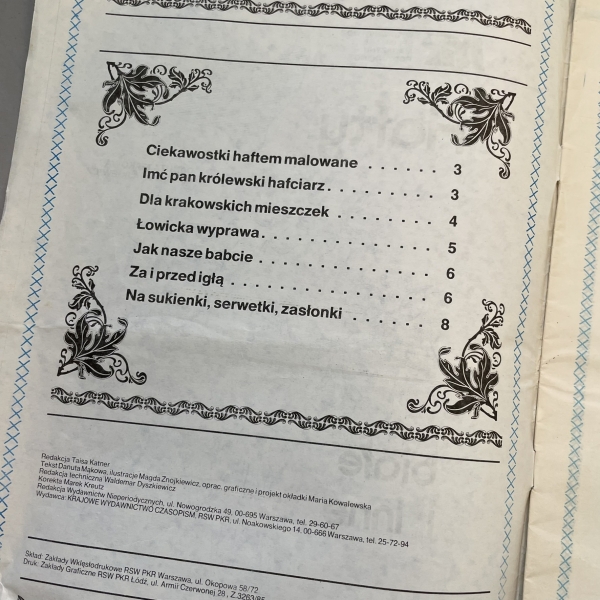 Ciekawostki haftem malowane . . . . . . 3
Imć pan królewski hafciarz . . . . . . . . . 3
Dla krakowskich mieszczek . . . . . . . . 4
Łowicka wyprawa . . . . . . . . . . . . . . 5
Jak nasze babcie . . . . . . . . . . . . . . 6
Za i przed igłą . . . . . . . . . . . . . . . . 6
Na sukienki, serwetki, zasłonki . . . . . . 8
Redakcja Taisa Katner
Tekst Danuta Mąkowa, ilustracje Magda Żnojkiewicz, oprac. graficzne i projekt okładki Maria Kowalewska
Redakcja techniczna Waldemar Dyszkiewicz
Korekta Marek Kreutz
Redakcja Wydawnictw Nieperiodycznych, ul. Nowogrodzka 49, 00-695 Warszawa, tel. 29-60-67
Wydawca: KRAJOWE WYDAWNICTWO CZASOPISM, RSW PKR, ul. Noakowskiego 14. 00-666 Warszawa, tel. 25-72-94
Skład: Zakłady Wklęsłodrukowe RSW PKR Warszawa, ul. Okopowa 58/72
Druk: Zakłady Graficzne RSW PKR Łódź, ul. Armii Czerwonej 28,